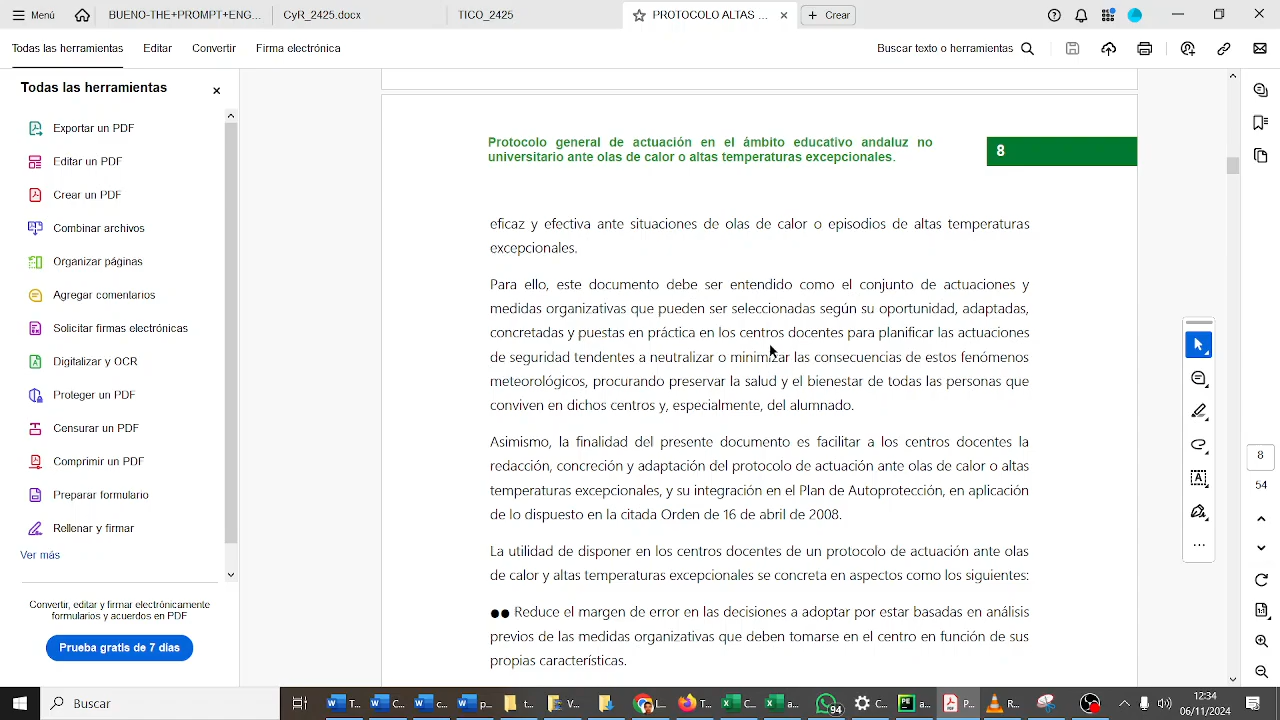 Menú
BUENO-THE+PROMPT+ENG...
CyR_2425.docx
TICO_2425
PROTOCOLO ALTAS ...
Crear
Todas las herramientas
Editar
Convertir
Firma electrónica
Buscar texto o herramientas
Todas las herramientas
Exportar un PDF
Editar un PDF
Crear un PDF
Combinar archivos
Organizar páginas
Agregar comentarios
Solicitar firmas electrónicas
Digitalizar y OCR
Proteger un PDF
Censurar un PDF
Comprimir un PDF
Preparar formulario
Rellenar y firmar
Ver más
Convertir, editar y firmar electrónicamente
formularios y acuerdos en PDF
Prueba gratis de 7 días
Protocolo general de actuación en el ámbito educativo andaluz no
universitario ante olas de calor o altas temperaturas excepcionales.
8
eficaz y efectiva ante situaciones de olas de calor o episodios de altas temperaturas
excepcionales.
Para ello, este documento debe ser entendido como el conjunto de actuaciones y
medidas organizativas que pueden ser seleccionadas según su oportunidad, adaptadas,
concretadas y puestas en práctica en los centros docentes para planificar las actuaciones
de seguridad tendentes a neutralizar o minimizar las consecuencias de estos fenómenos
meteorológicos, procurando preservar la salud y el bienestar de todas las personas que
conviven en dichos centros y, especialmente, del alumnado.
Asimismo, la finalidad del presente documento es facilitar a los centros docentes la
redacción, concreción y adaptación del protocolo de actuación ante olas de calor o altas
temperaturas excepcionales, y su integración en el Plan de Autoprotección, en aplicación
de lo dispuesto en la citada Orden de 16 de abril de 2008.
La utilidad de disponer en los centros docentes de un protocolo de actuación ante olas
de calor y altas temperaturas excepcionales se concreta en aspectos como los siguientes:
●● Reduce el margen de error en las decisiones a adoptar por estar basadas en análisis
previos de las medidas organizativas que deben tomarse en el centro en función de sus
propias características.
8
54
Buscar
T...
C...
C...
p...
t...
V...
L...
T...
C...
a...
94
C...
a...
P...
R...
12:34
06/11/2024